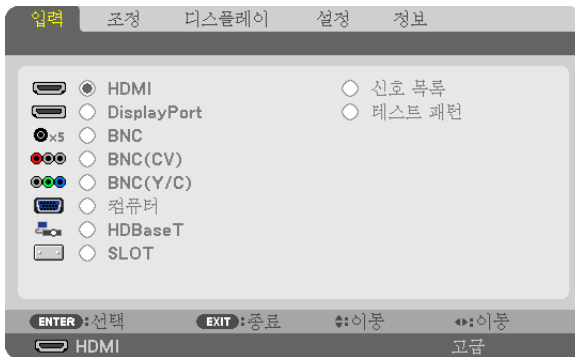 입력 조정 디스플레이 설정 정보
HDMI 신호 목록
DisplayPort 테스트 패턴
×5 BNC
BNC(CV)
BNC(Y/C)
컴퓨터
HDBaseT
SLOT
ENTER:선택 EXIT:종료 :이동 :이동
HDMI 고급